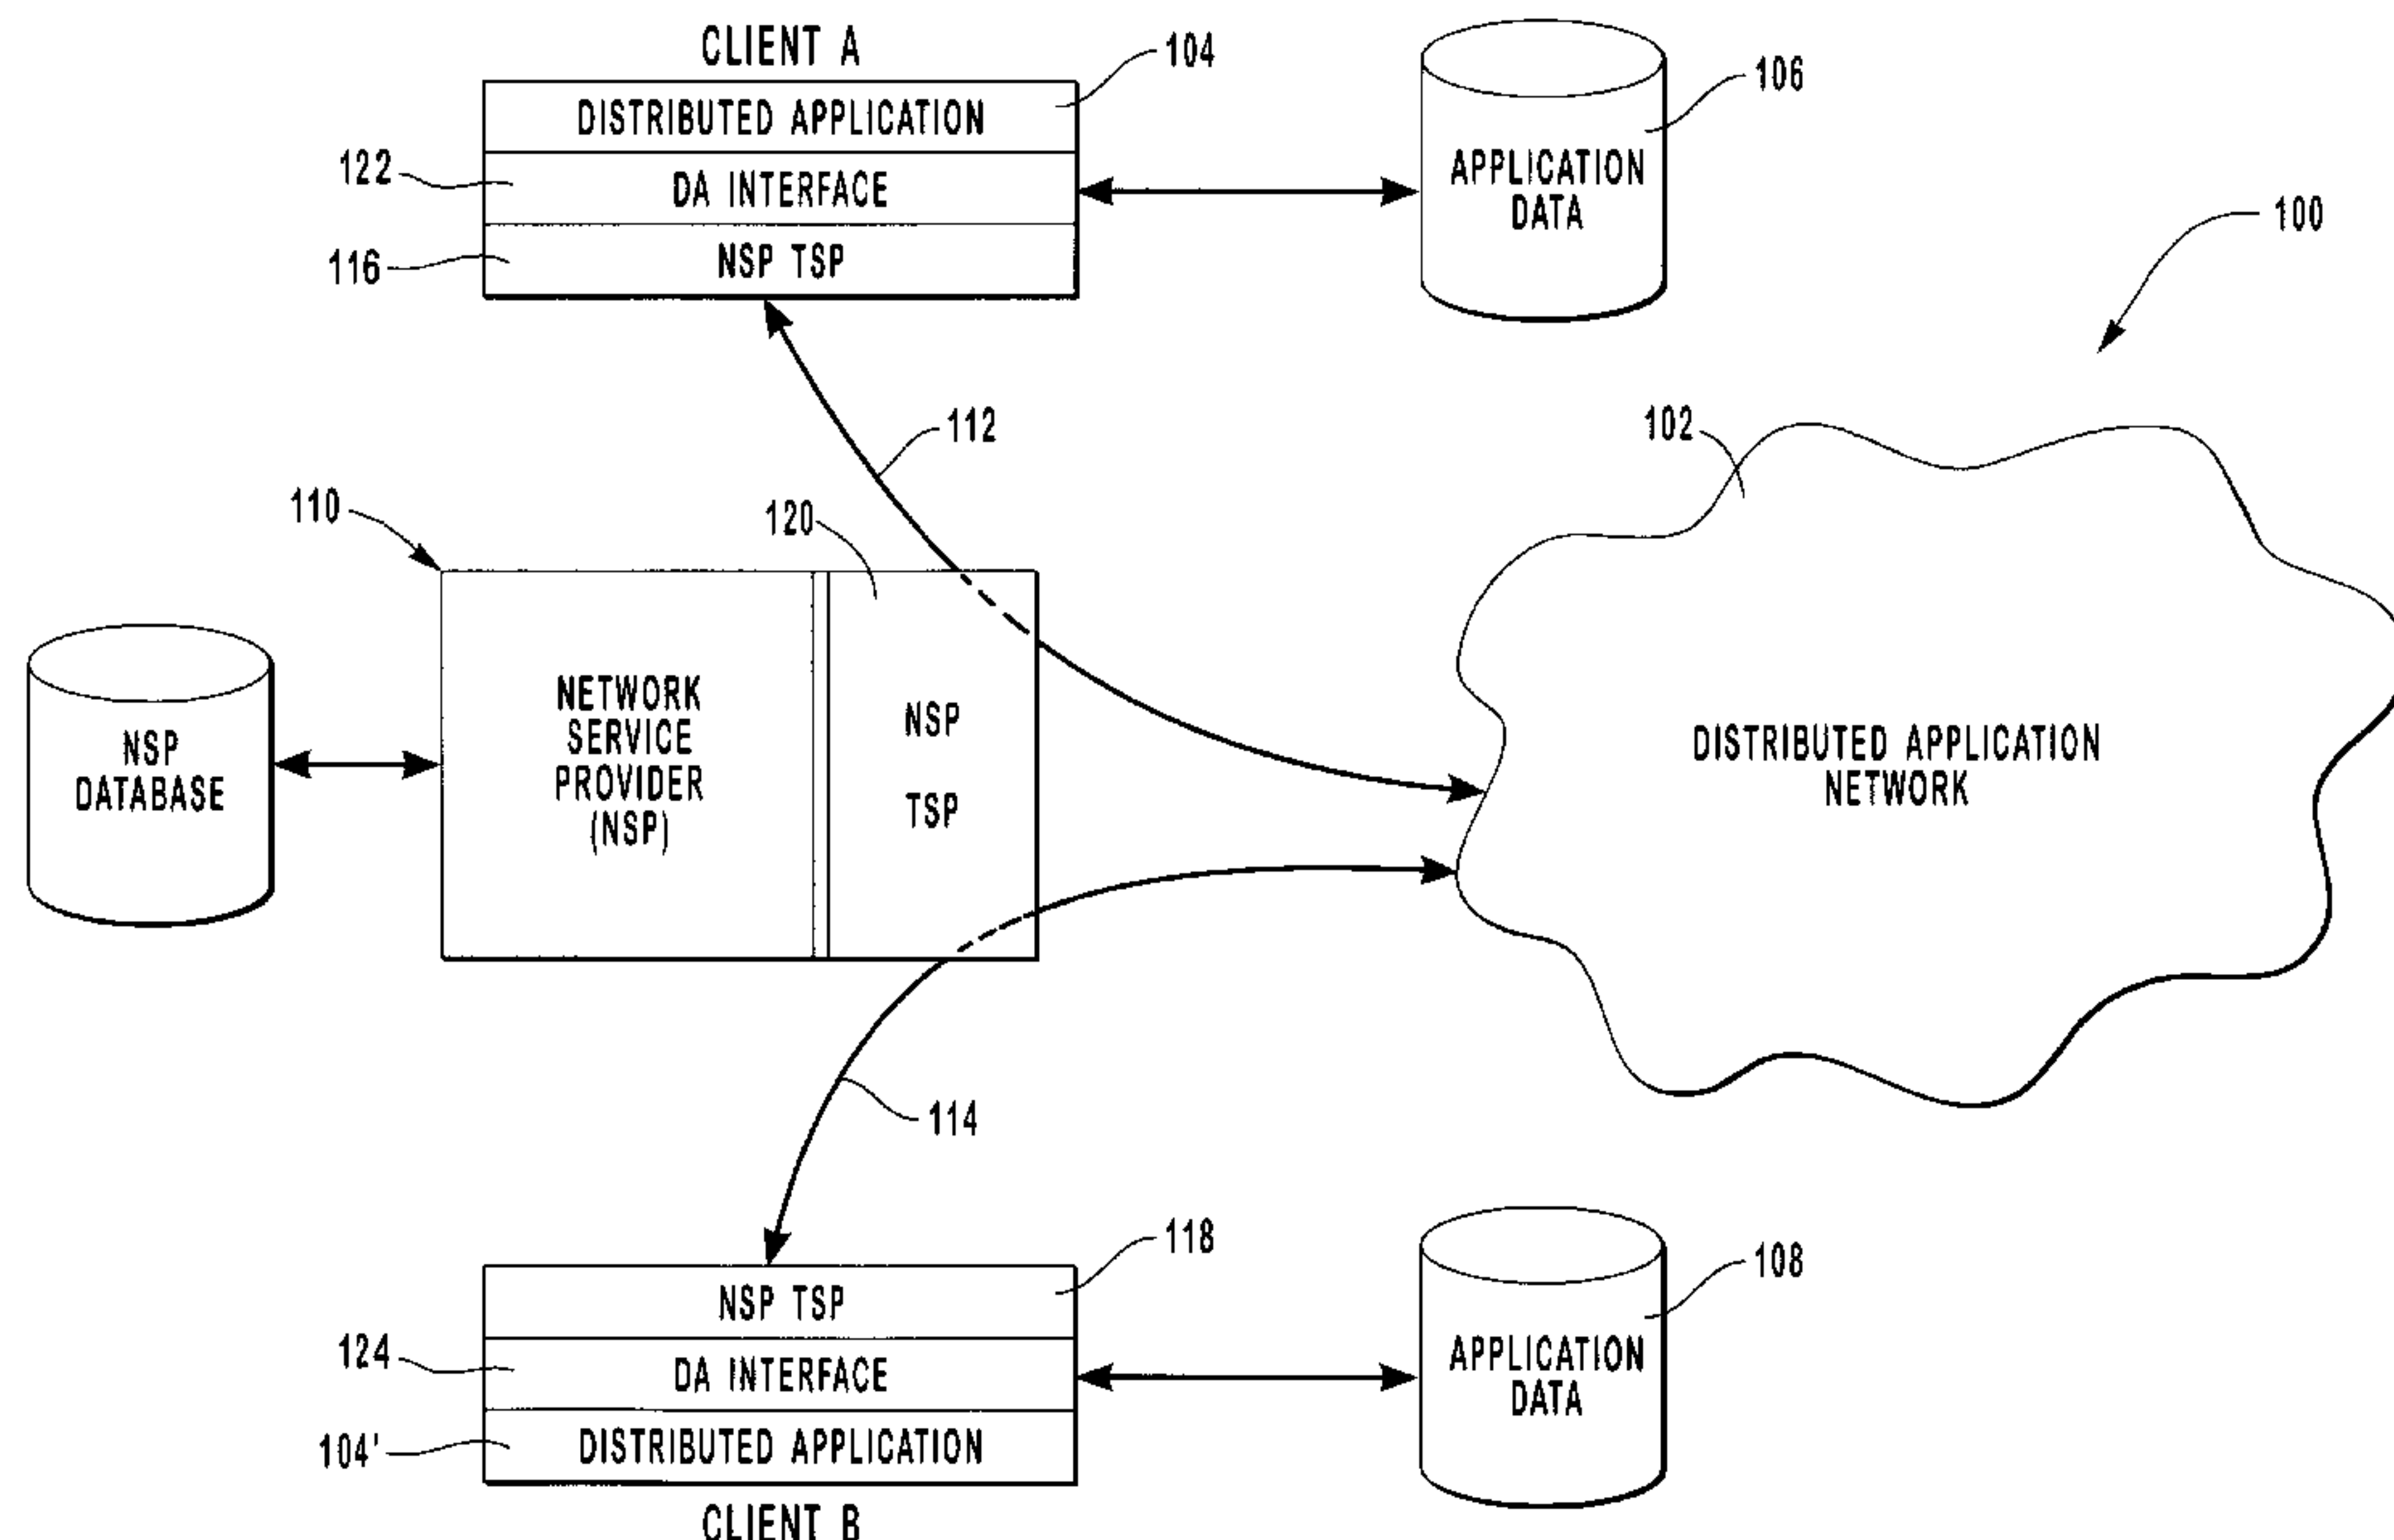 CLIENT A
104
DISTRIBUTED APPLICATION
122
DA INTERFACE
116
NSP TSP
106
APPLICATION
DATA
100
112
102
110
120
NSP
DATABASE
NETWORK
SERVICE
PROVIDER
(NSP)
NSP
TSP
DISTRIBUTED APPLICATION
NETWORK
114
118
NSP TSP
124
DA INTERFACE
104'
DISTRIBUTED APPLICATION
108
APPLICATION
DATA
CLIENT B